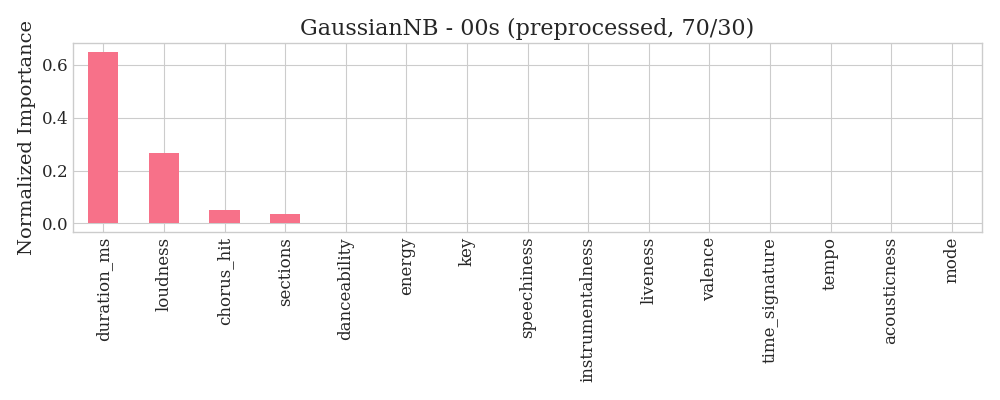 GaussianNB - 00s (preprocessed, 70/30)
Normalized Importance
0.6
0.4
0.2
0.0
duration_ms
loudness
chorus_hit
sections
danceability
energy
key
speechiness
instrumentalness
liveness
valence
time_signature
tempo
acousticness
mode